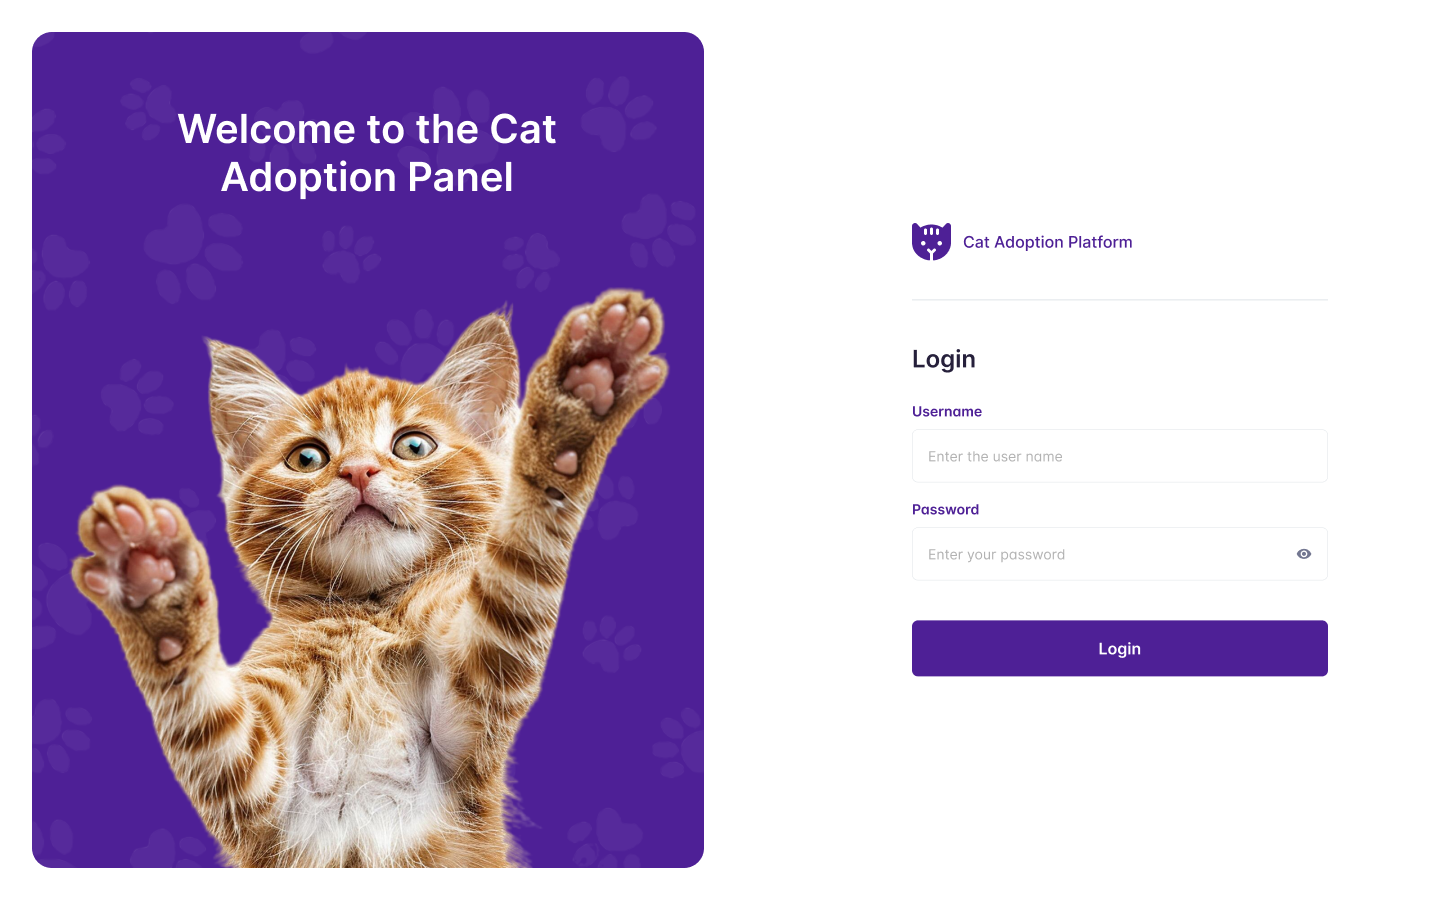 Welcome to the Cat
Adoption Panel
Cat Adoption Platform
Login
Username
Enter the user name
Password
Enter your password
Login